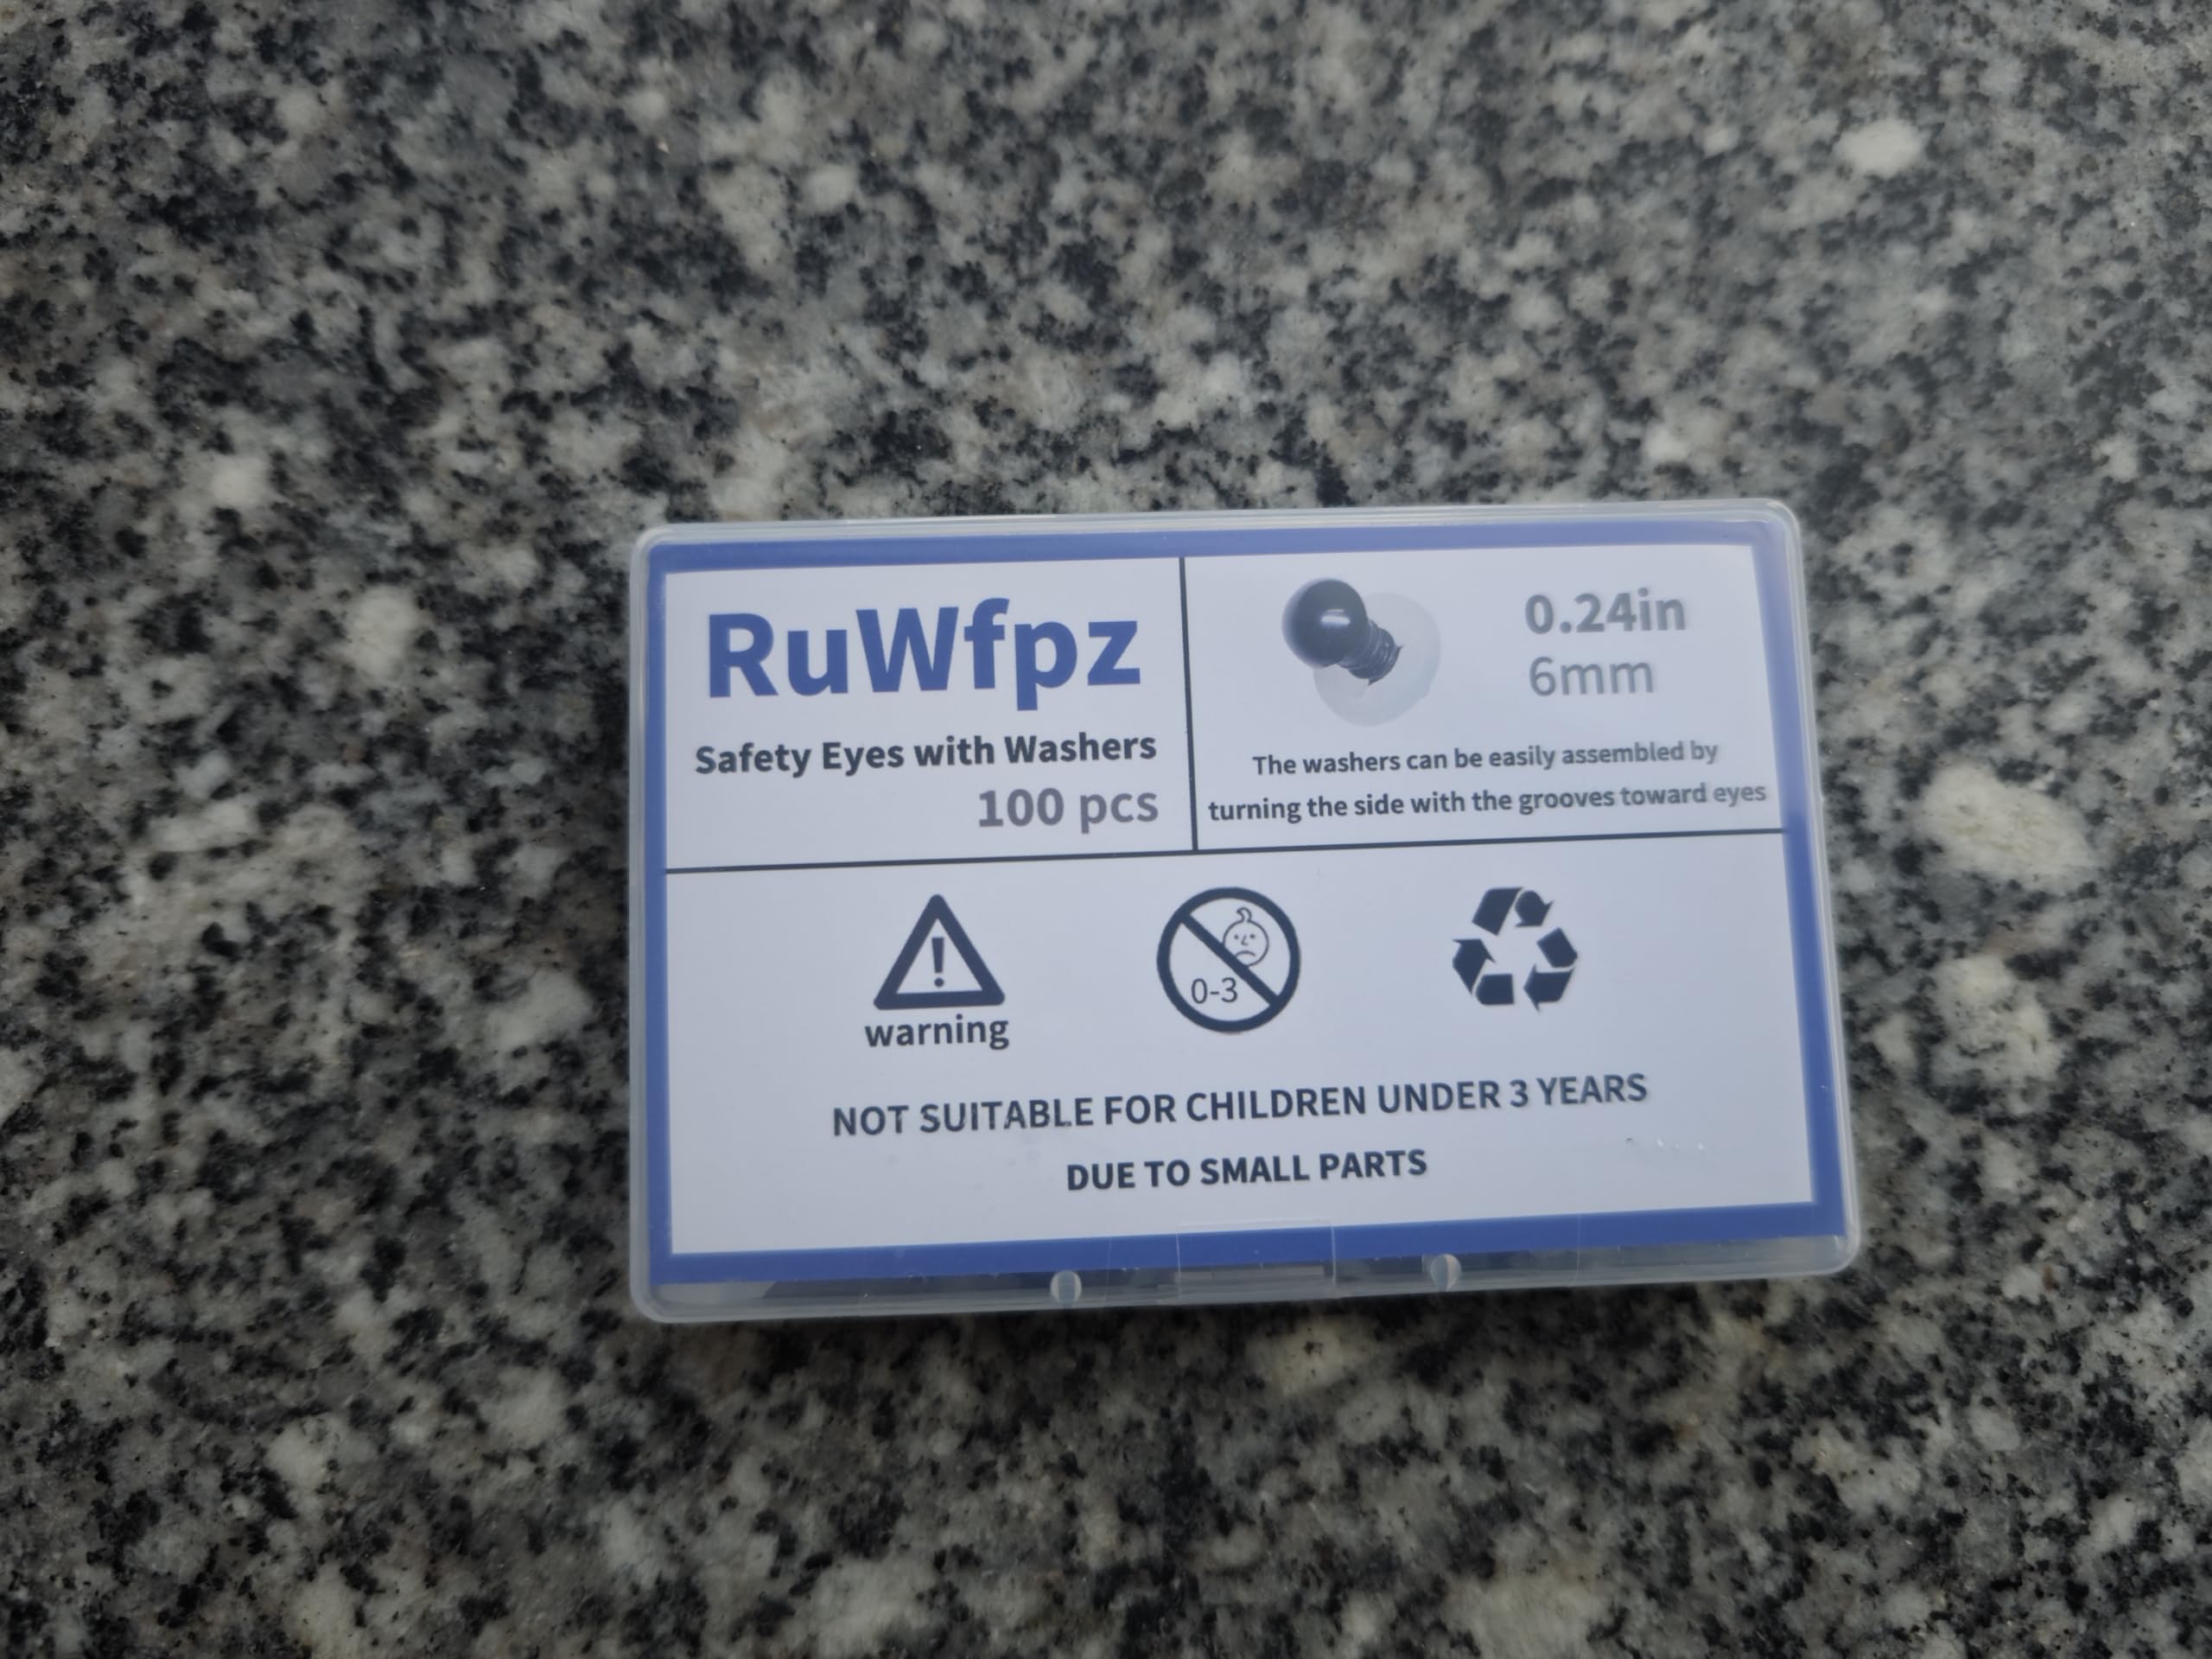 RuWfpz
Safety Eyes with Washers
100 pcs
0.24in
6mm
The washers can be easily assembled by
turning the side with the grooves toward eyes
warning
0-3
NOT SUITABLE FOR CHILDREN UNDER 3 YEARS
DUE TO SMALL PARTS